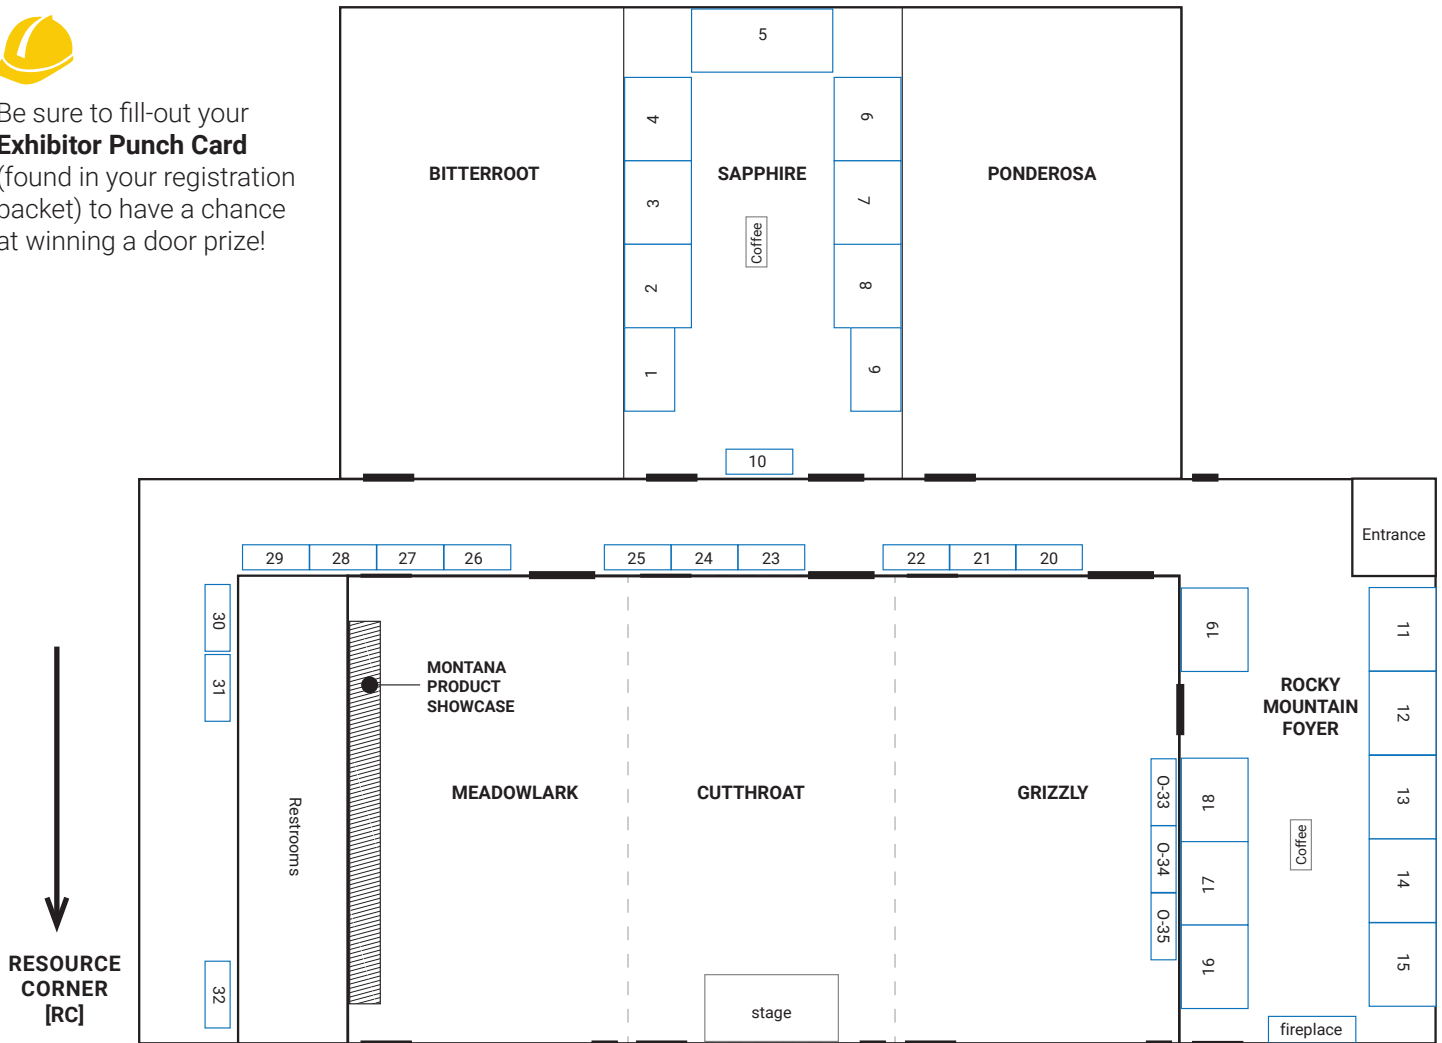 Be sure to fill-out your
Exhibitor Punch Card
(found in your registration
packet) to have a chance
at winning a door prize!
5
4
3
2
1
6
7
8
9
10
BITTERROOT
SAPPHIRE
PONDEROSA
Coffee
Entrance
29
28
27
26
25
24
23
22
21
20
30
31
32
19
18
17
16
11
12
13
14
15
MONTANA
PRODUCT
SHOWCASE
ROCKY
MOUNTAIN
FOYER
MEADOWLARK
CUTTHROAT
GRIZZLY
O-33
O-34
O-35
Restrooms
Coffee
RESOURCE
CORNER
[RC]
stage
fireplace